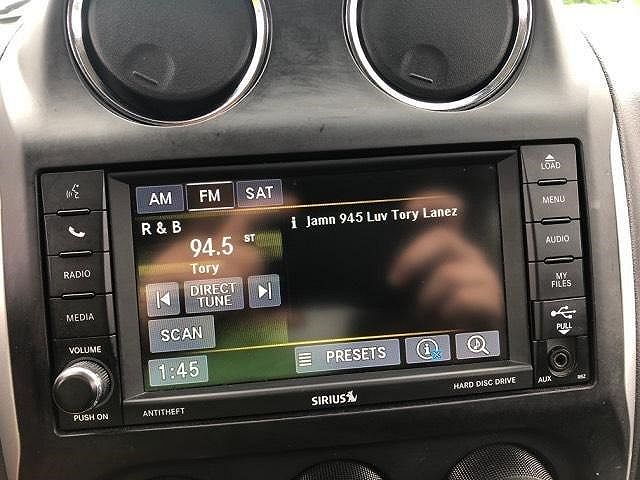 AM FM SAT
R & B
94.5 ST
Tory
DIRECT
TUNE
SCAN
1:45
i Jamn 945 Luv Tory Lanez
PRESETS
RADIO
MEDIA
VOLUME
PUSH ON
ANTITHEFT
SIRIUS
HARD DISC DRIVE
LOAD
MENU
AUDIO
MY
FILES
PULL
AUX